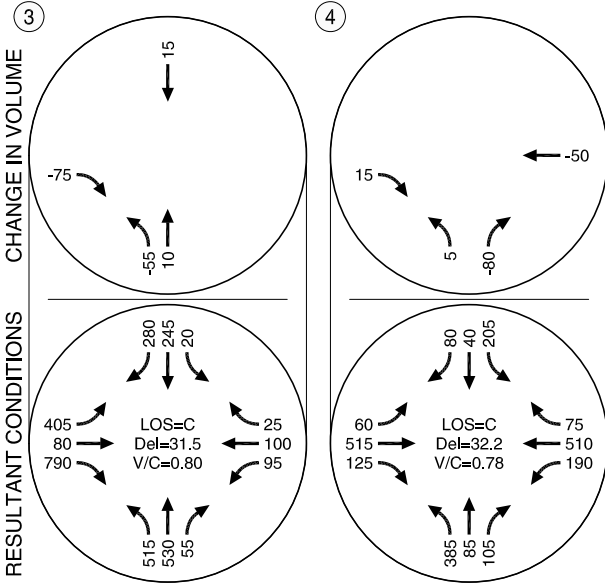 3
4
CHANGE IN VOLUME
15
-75
-55
10
-50
15
5
-80
RESULTANT CONDITIONS
280 245 20
405
80
790
LOS=C
Del=31.5
V/C=0.80
25
100
95
515 530 55
80 40 205
60
515
125
LOS=C
Del=32.2
V/C=0.78
75
510
190
385 85 105